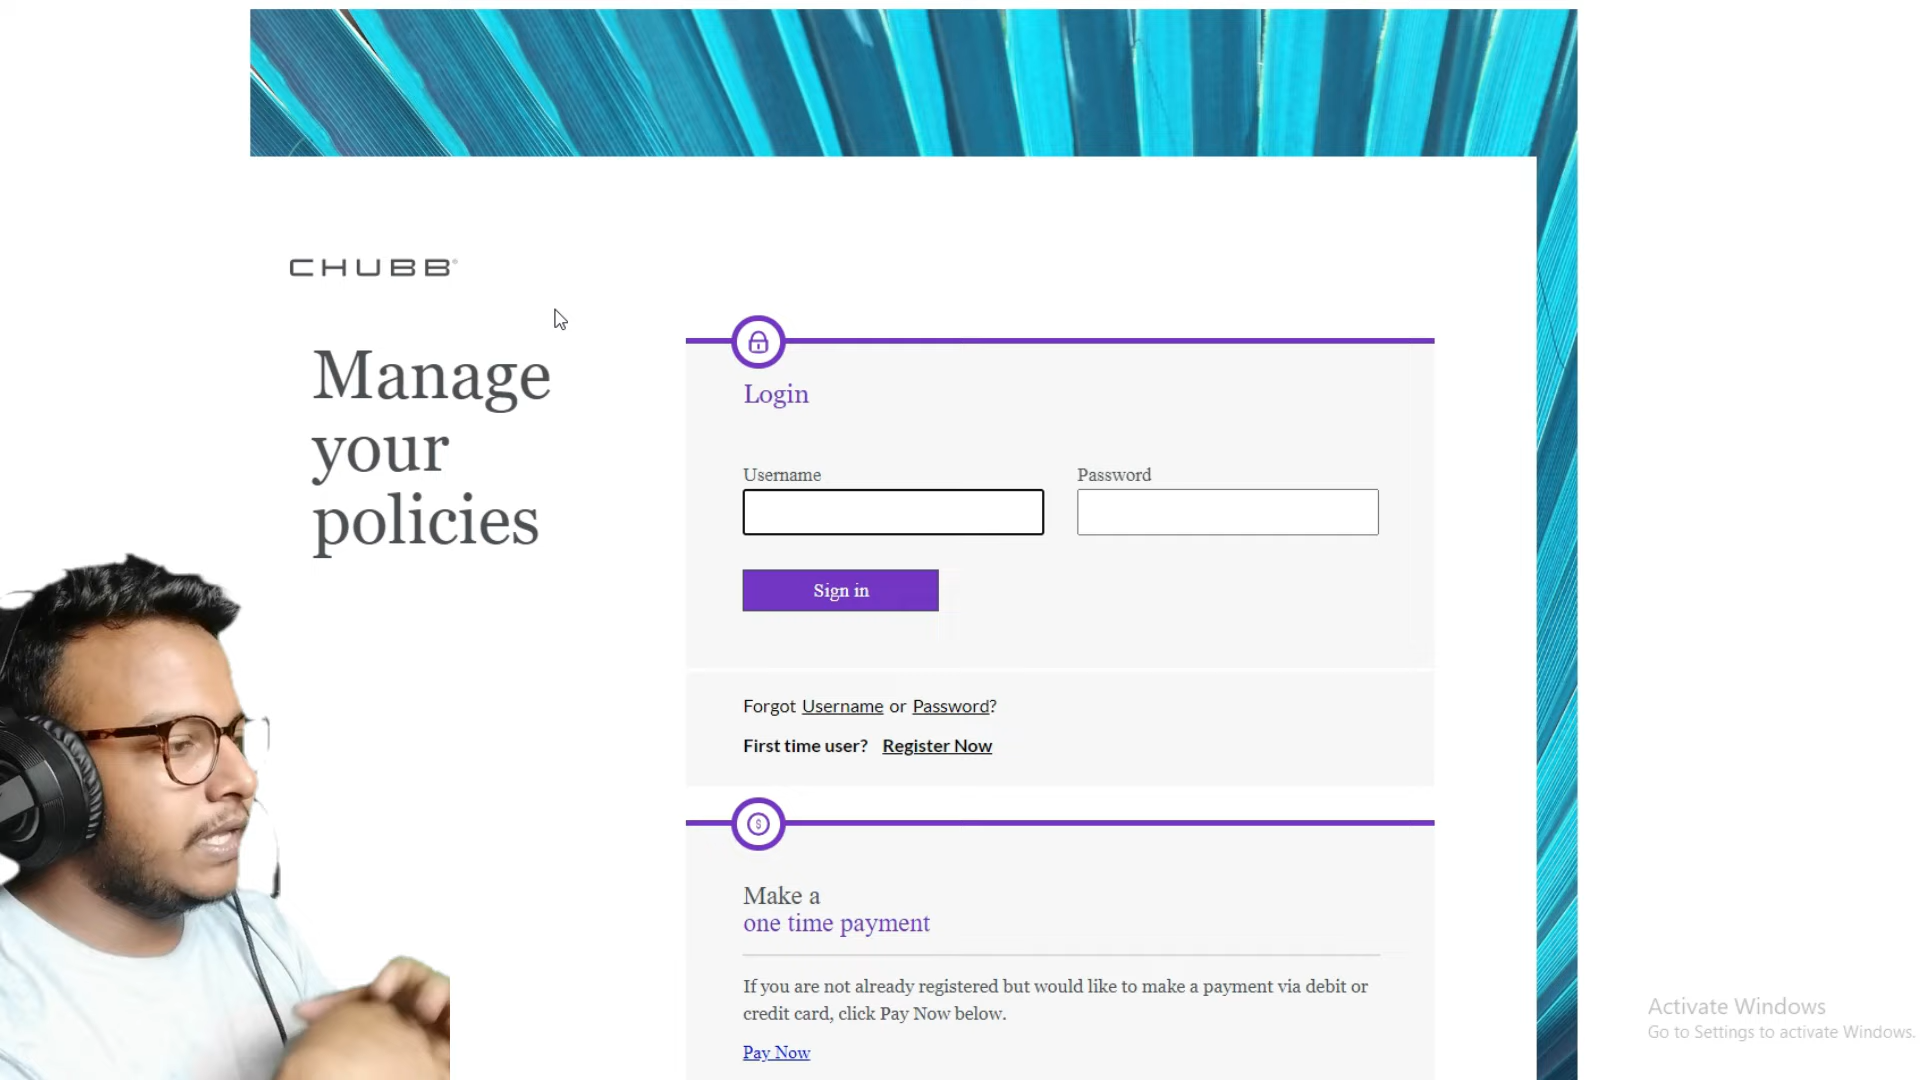 CHUBB®
Manage
your
policies
Login
Username
Password
Sign in
Forgot Username or Password?
First time user? Register Now
$
Make a
one time payment
If you are not already registered but would like to make a payment via debit or
credit card, click Pay Now below.
Pay Now
Activate Windows
Go to Settings to activate Windows.